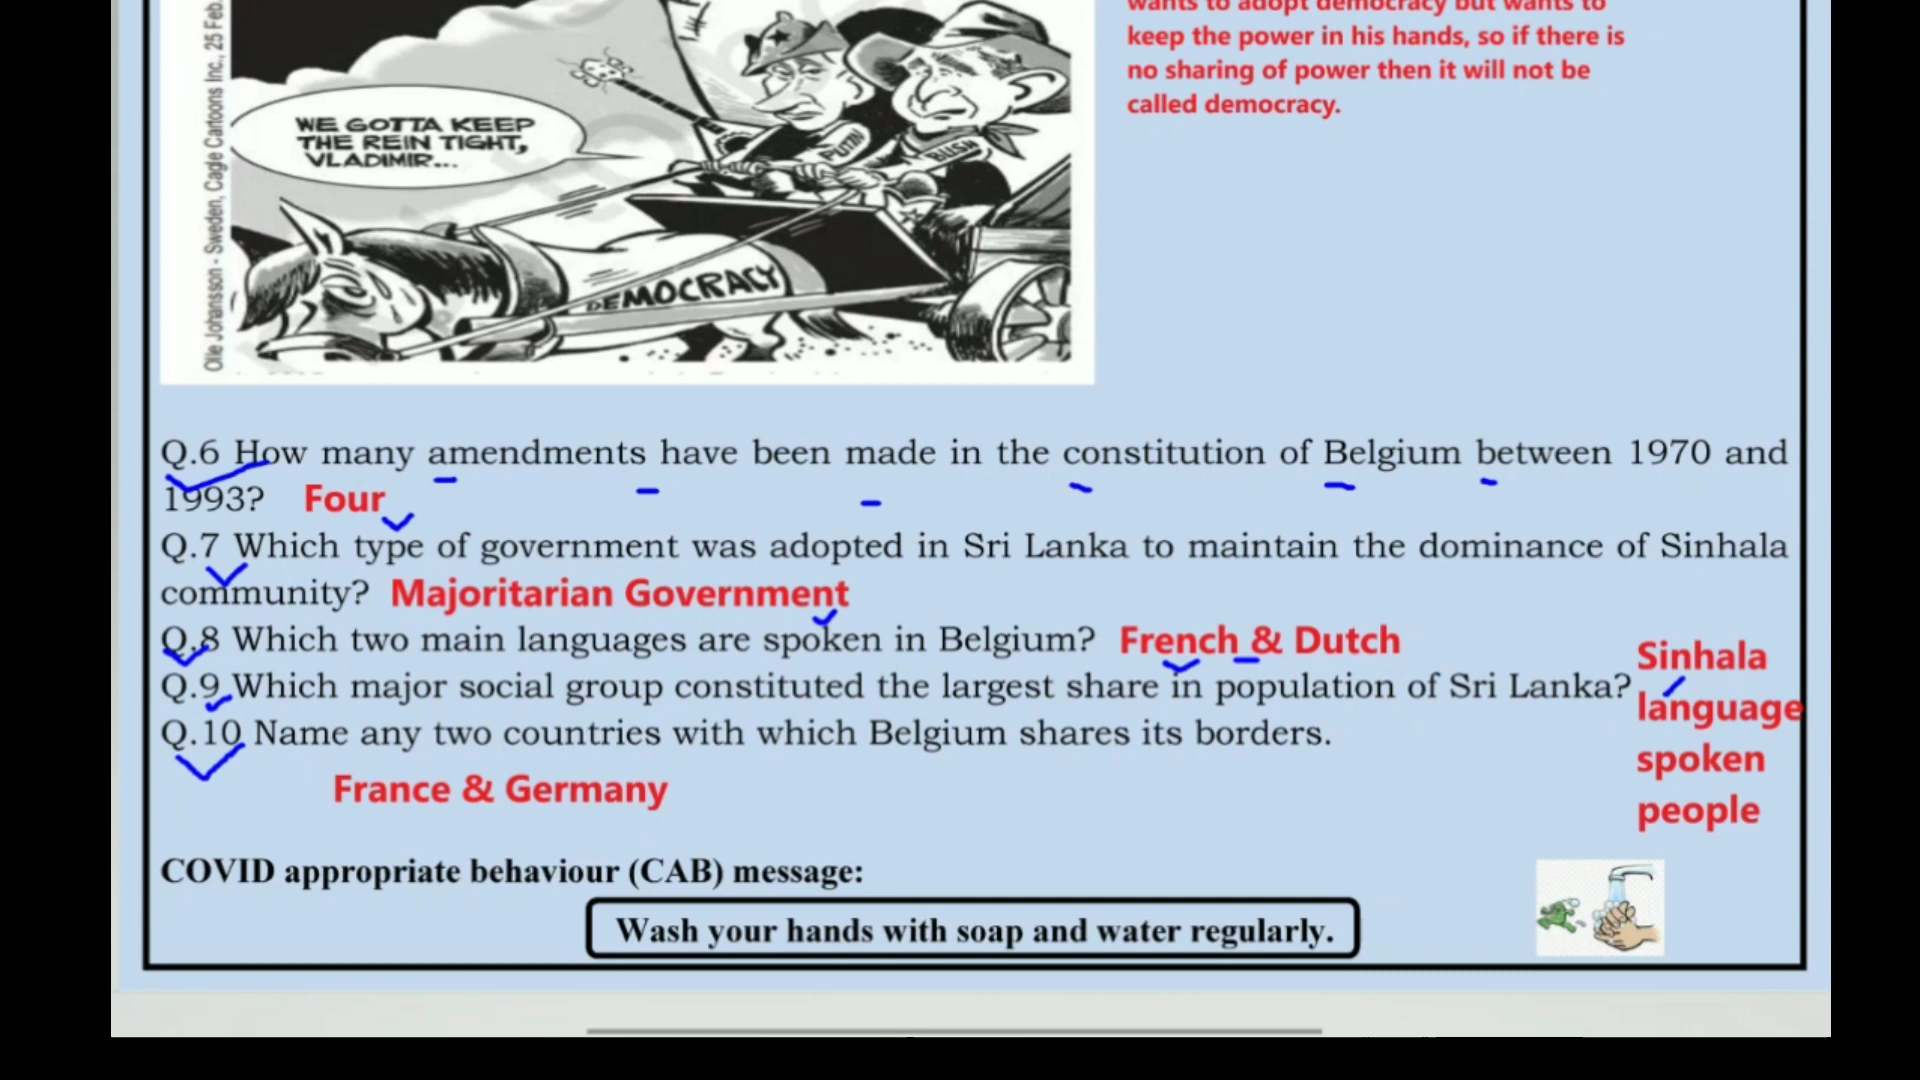 wants to adopt democracy but wants to
keep the power in his hands, so if there is
no sharing of power then it will not be
called democracy.
Olle Johansson - Sweden, Cagle Cartoons Inc., 25 Feb.
WE GOTTA KEEP
THE REIN TIGHT,
VLADIMIR...
PUTIN
BUSH
DEMOCRACY
Q.6 How many amendments have been made in the constitution of Belgium between 1970 and
1993? Four
Q.7 Which type of government was adopted in Sri Lanka to maintain the dominance of Sinhala
community? Majoritarian Government
Q.8 Which two main languages are spoken in Belgium? French & Dutch
Q.9 Which major social group constituted the largest share in population of Sri Lanka?
Sinhala
language
spoken
people
Q.10 Name any two countries with which Belgium shares its borders.
France & Germany
COVID appropriate behaviour (CAB) message:
Wash your hands with soap and water regularly.